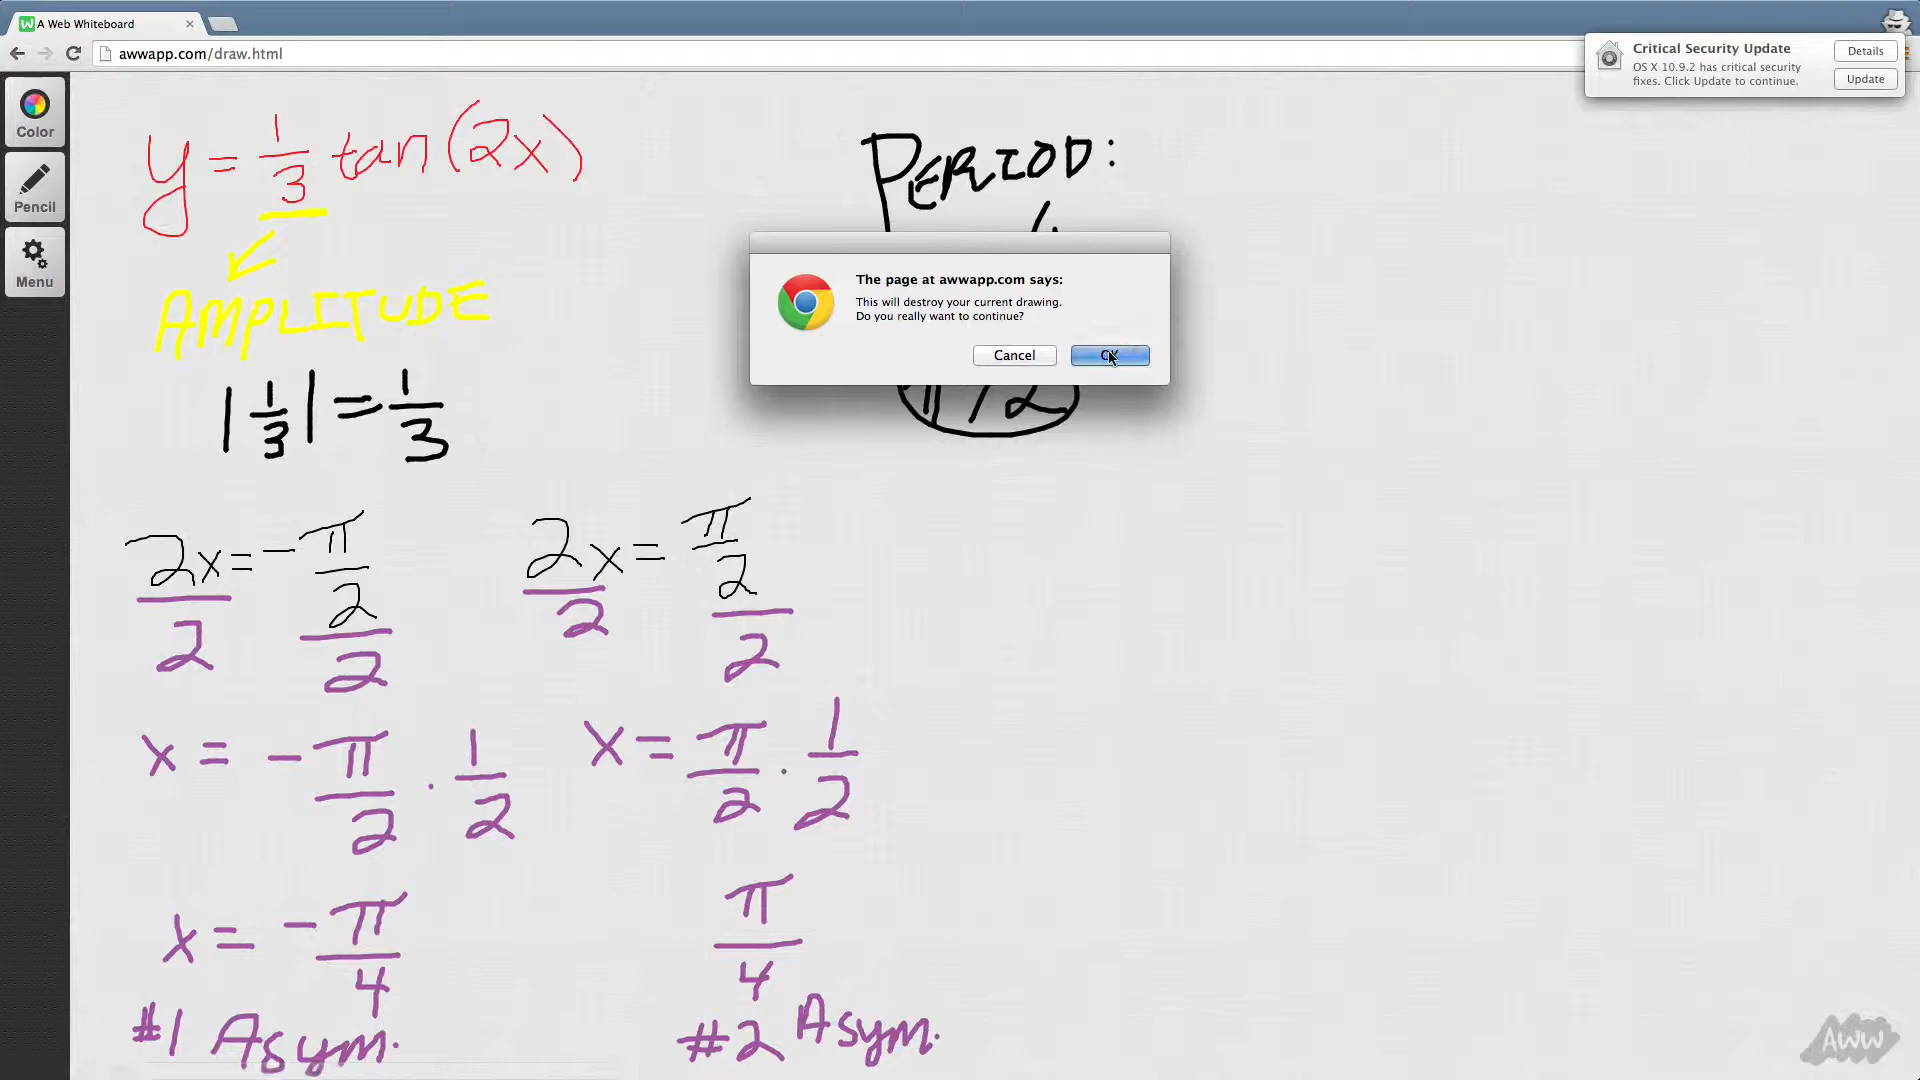 A Web Whiteboard
awwapp.com/draw.html
Critical Security Update
OS X 10.9.2 has critical security
fixes. Click Update to continue.
Details
Update
Color
Pencil
Menu
y = 1/3 tan(2x)
AMPLITUDE
|1/3| = 1/3
PERIOD:
The page at awwapp.com says:
This will destroy your current drawing.
Do you really want to continue?
Cancel
OK
π/2
2x = -π/2
2 2
x = -π/2 · 1/2
x = -π/4
#1 Asym.
2x = π/2
2 2
x = π/2 · 1/2
π/4
#2 Asym.
AWW